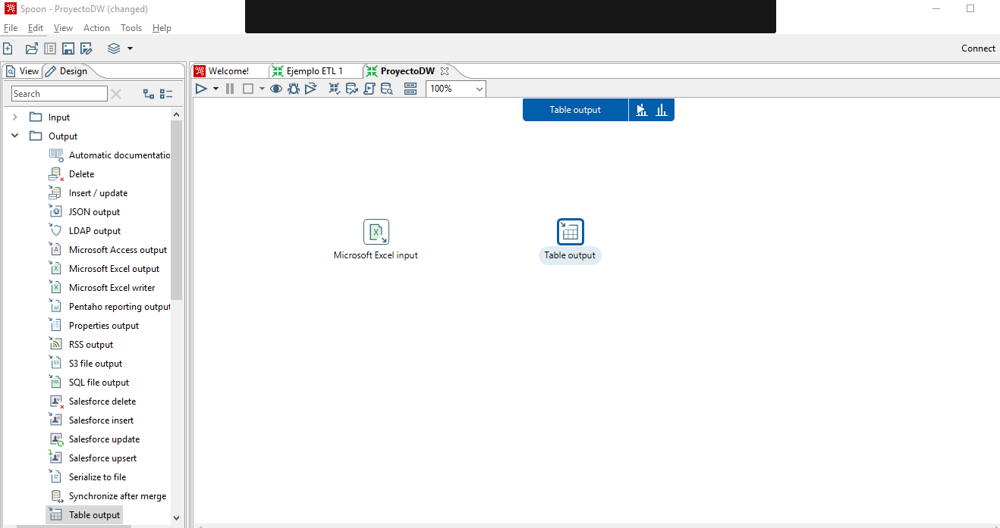 Spoon - ProyectoDW (changed)
File Edit View Action Tools Help
Connect
View Design
Welcome! Ejemplo ETL 1 ProyectoDW
Search
100%
Table output
Input
Output
Automatic documentatio
Delete
Insert / update
JSON output
LDAP output
Microsoft Access output
Microsoft Excel output
Microsoft Excel writer
Pentaho reporting output
Properties output
RSS output
S3 file output
SQL file output
Salesforce delete
Salesforce insert
Salesforce update
Salesforce upsert
Serialize to file
Synchronize after merge
Table output
Microsoft Excel input
Table output